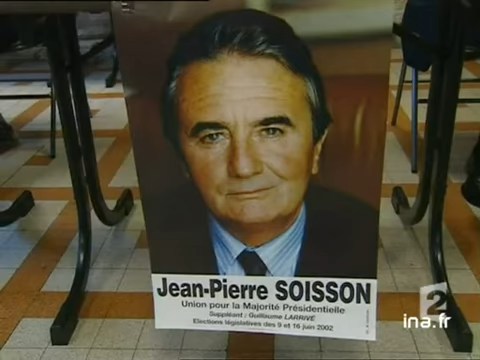 Jean-Pierre SOISSON
Union pour la Majorité Présidentielle
Suppléant : Guillaume LARRIVÉ
Elections législatives des 9 et 16 juin 2002
2
ina.fr